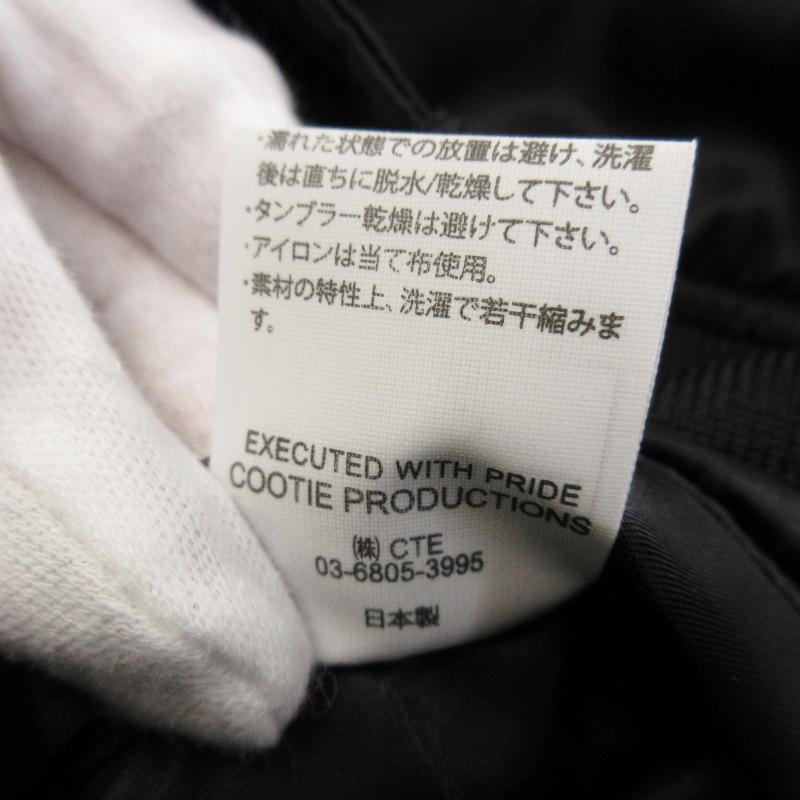 ・濡れた状態での放置は避け、洗濯
後は直ちに脱水/乾燥して下さい。
・タンブラー乾燥は避けて下さい。
・アイロンは当て布使用。
・素材の特性上、洗濯で若干縮みま
す。
EXECUTED WITH PRIDE
COOTIE PRODUCTIONS
㈱ CTE
03-6805-3995
日本製